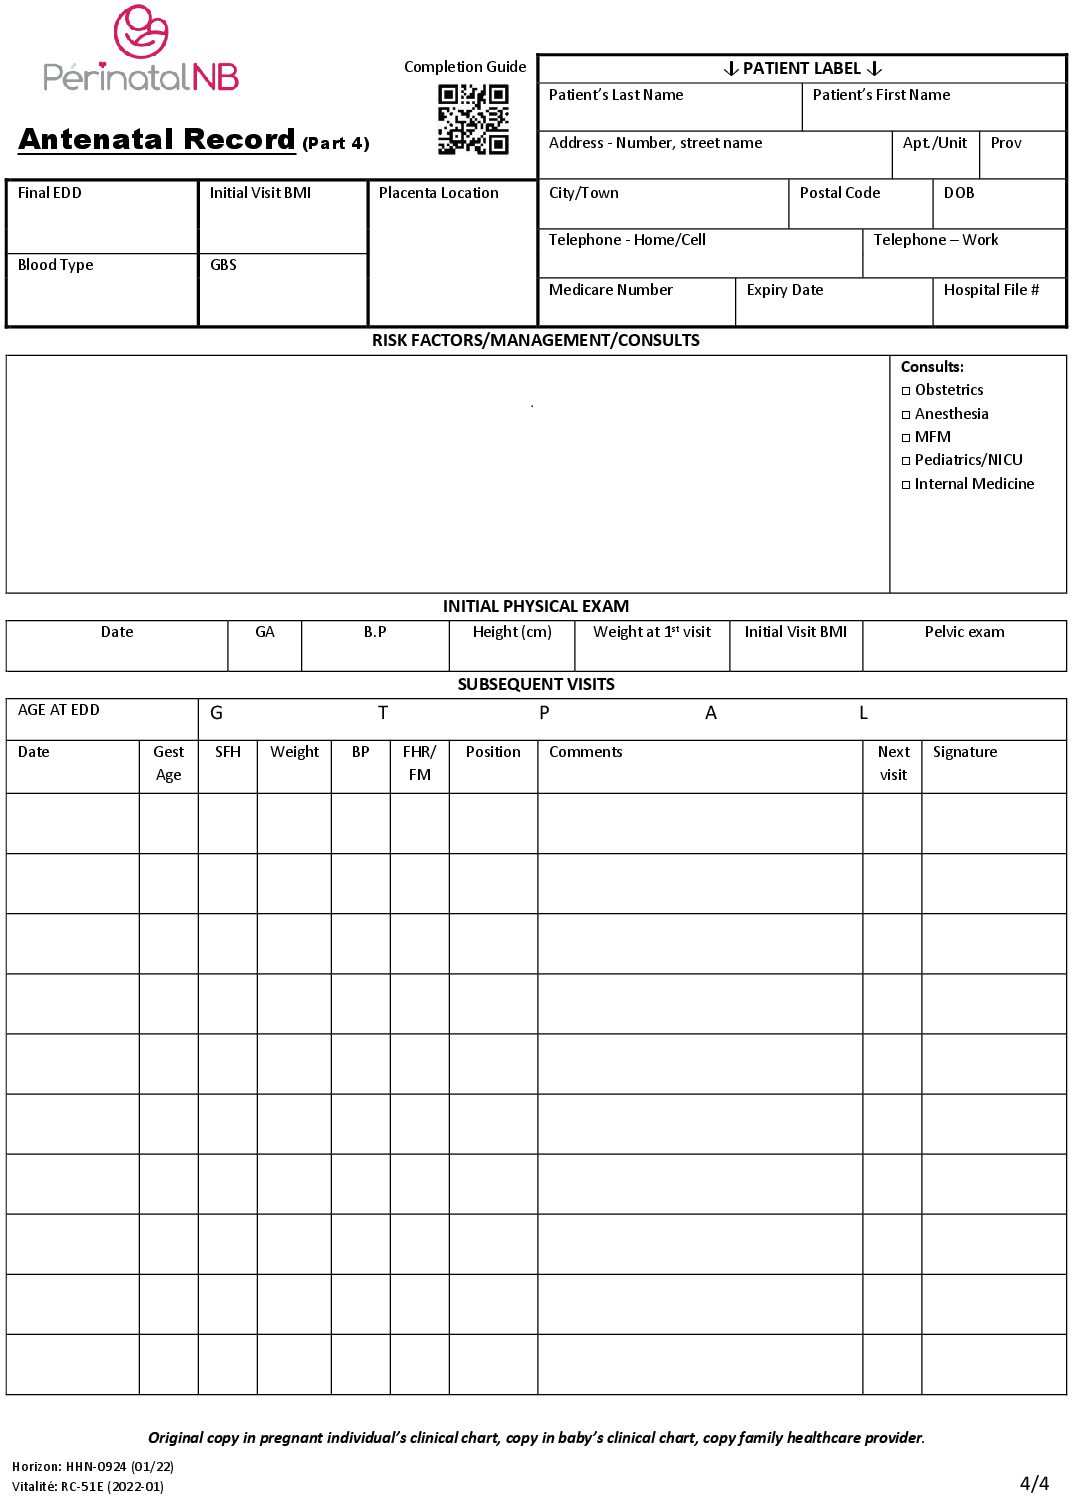 PérinatalNB
Completion Guide
Antenatal Record (Part 4)
↓ PATIENT LABEL ↓
Patient’s Last Name Patient’s First Name
Address - Number, street name Apt./Unit Prov
Final EDD Initial Visit BMI Placenta Location City/Town Postal Code DOB
Telephone - Home/Cell Telephone – Work
Blood Type GBS
Medicare Number Expiry Date Hospital File #
RISK FACTORS/MANAGEMENT/CONSULTS
Consults:
□ Obstetrics
□ Anesthesia
□ MFM
□ Pediatrics/NICU
□ Internal Medicine
INITIAL PHYSICAL EXAM
Date GA B.P Height (cm) Weight at 1st visit Initial Visit BMI Pelvic exam
SUBSEQUENT VISITS
AGE AT EDD G T P A L
Date Gest Age SFH Weight BP FHR/ FM Position Comments Next visit Signature
Original copy in pregnant individual’s clinical chart, copy in baby’s clinical chart, copy family healthcare provider.
Horizon: HHN-0924 (01/22)
Vitalité: RC-51E (2022-01)
4/4